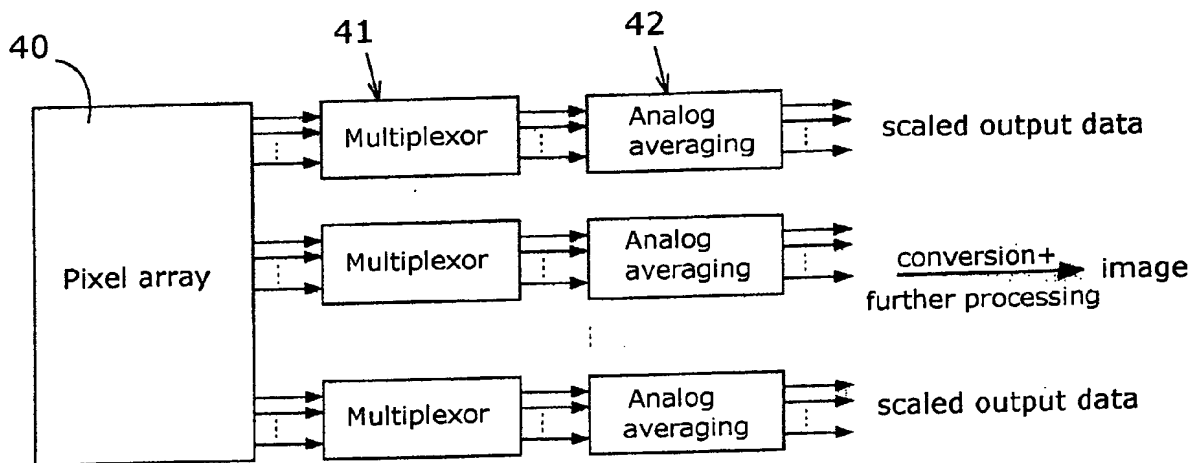 40
41
42
Multiplexor
Analog
averaging
scaled output data
Pixel array
Multiplexor
Analog
averaging
conversion+
further processing
image
Multiplexor
Analog
averaging
scaled output data